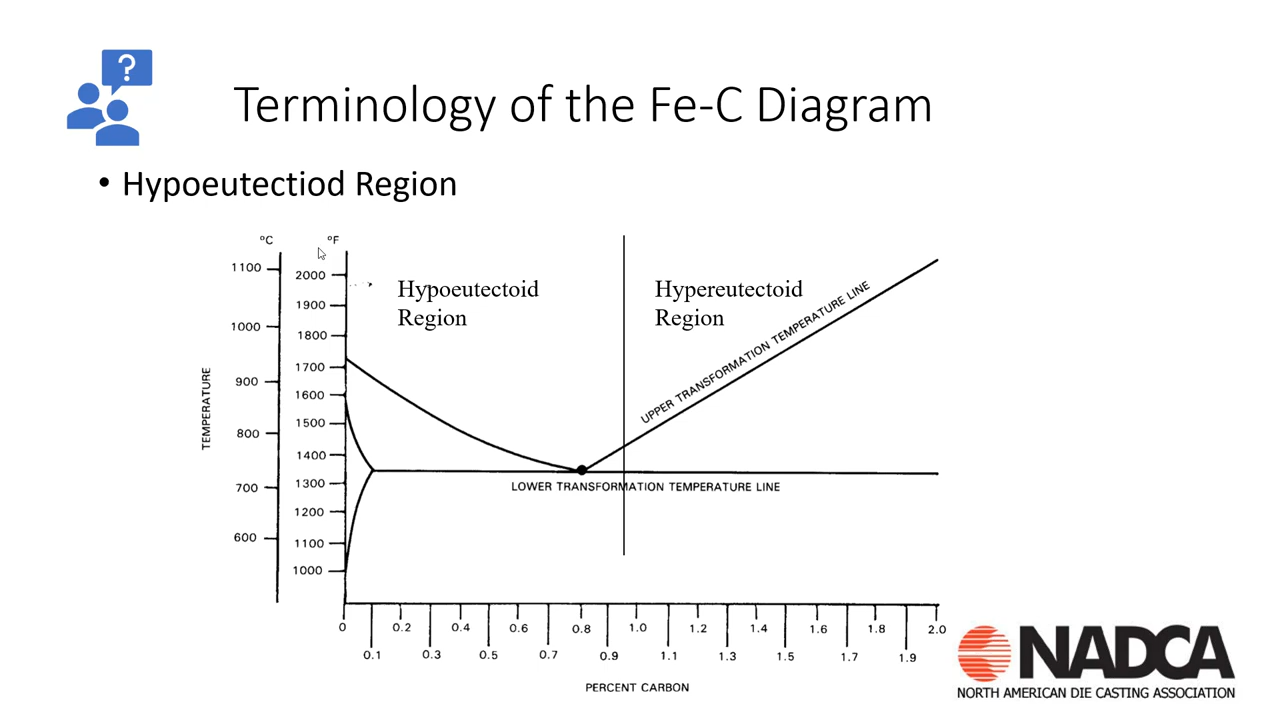 ?
Terminology of the Fe-C Diagram
• Hypoeutectiod Region
ºC
ºF
1100
1000
900
800
700
600
TEMPERATURE
2000
1900
1800
1700
1600
1500
1400
1300
1200
1100
1000
Hypoeutectoid
Region
Hypereutectoid
Region
UPPER TRANSFORMATION TEMPERATURE LINE
LOWER TRANSFORMATION TEMPERATURE LINE
0 0.2 0.4 0.6 0.8 1.0 1.2 1.4 1.6 1.8 2.0
0.1 0.3 0.5 0.7 0.9 1.1 1.3 1.5 1.7 1.9
PERCENT CARBON
NADCA
NORTH AMERICAN DIE CASTING ASSOCIATION